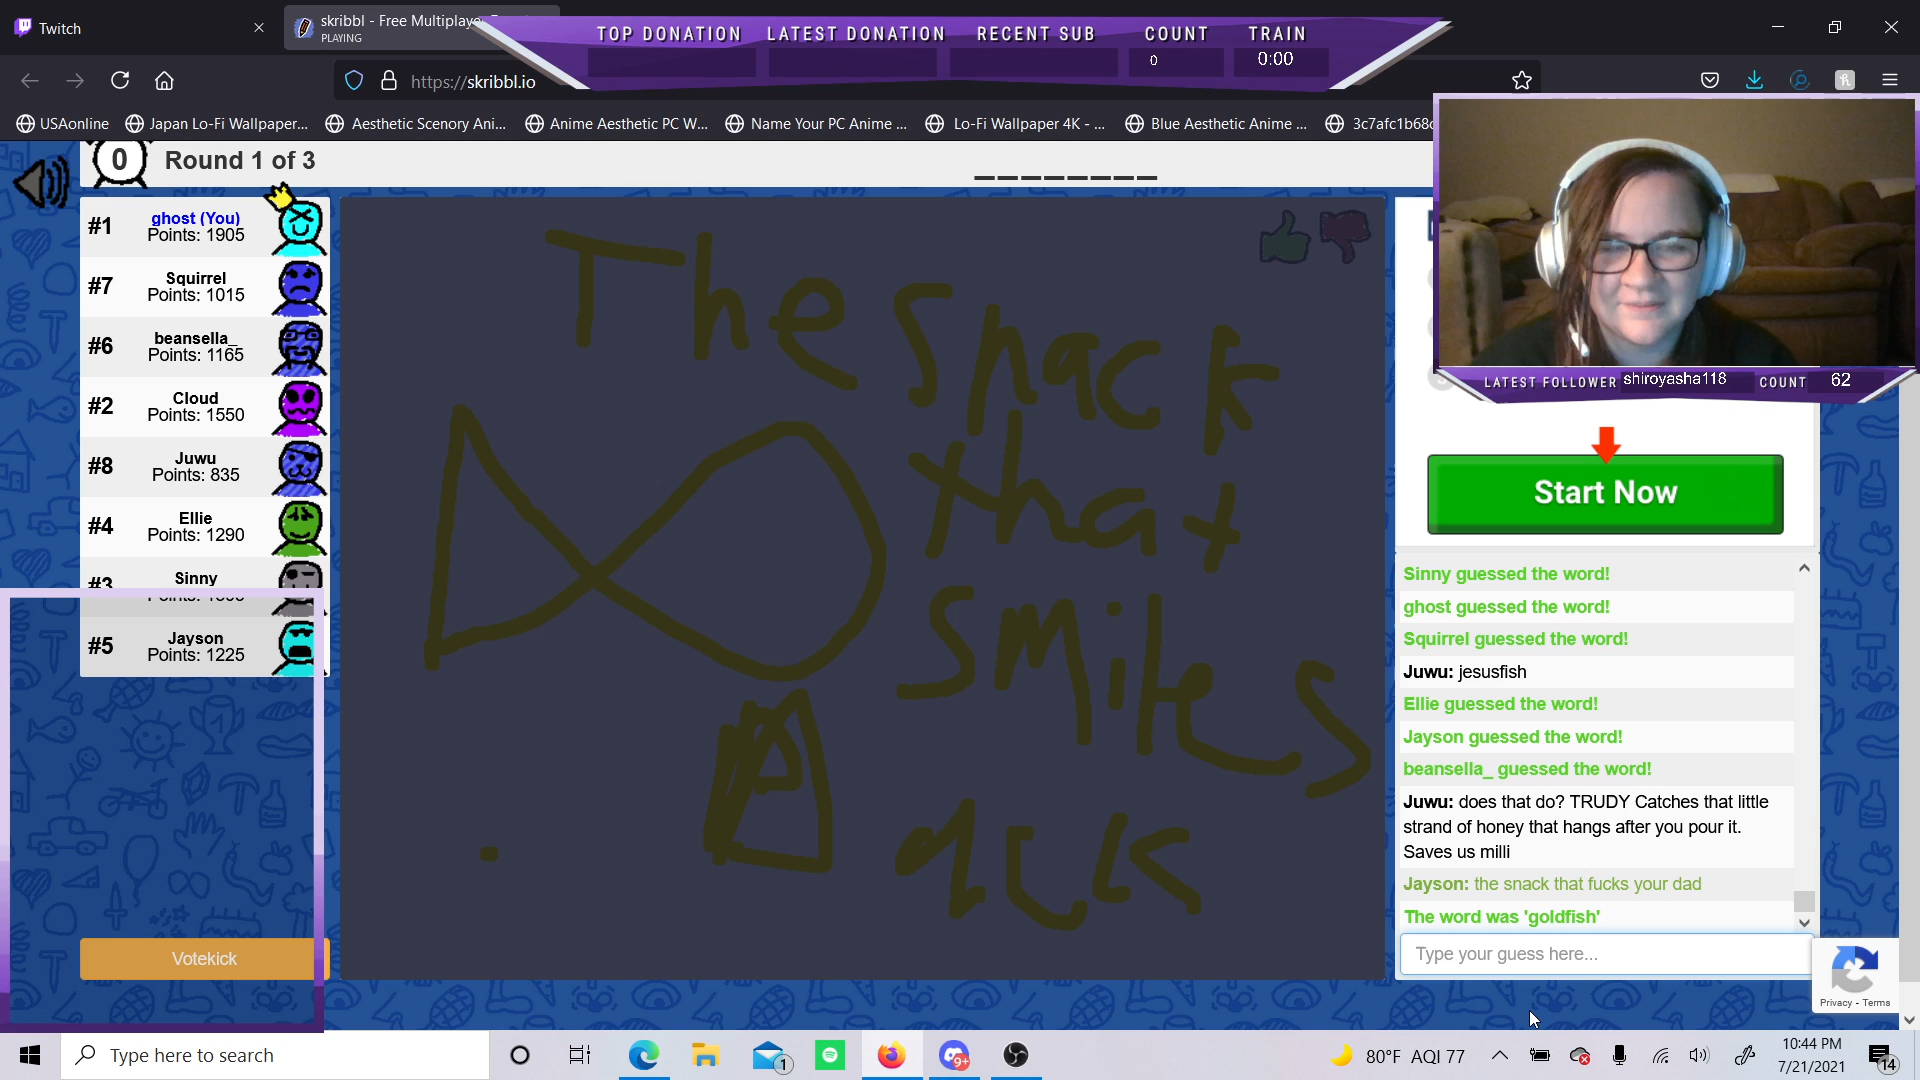 Twitch
skribbl - Free Multiplaye
PLAYING
TOP DONATION LATEST DONATION RECENT SUB COUNT TRAIN
0 0:00
https://skribbl.io
USAonline Japan Lo-Fi Wallpaper... Aesthetic Scenory Ani... Anime Aesthetic PC W... Name Your PC Anime ... Lo-Fi Wallpaper 4K - ... Blue Aesthetic Anime ... 3c7afc1b68c
0 Round 1 of 3 ________
#1 ghost (You)
Points: 1905
#7 Squirrel
Points: 1015
#6 beansella_
Points: 1165
#2 Cloud
Points: 1550
#8 Juwu
Points: 835
#4 Ellie
Points: 1290
#3 Sinny
#5 Jayson
Points: 1225
Votekick
The snack
that
smiles
ack
LATEST FOLLOWER shiroyasha118 COUNT 62
Start Now
Sinny guessed the word!
ghost guessed the word!
Squirrel guessed the word!
Juwu: jesusfish
Ellie guessed the word!
Jayson guessed the word!
beansella_ guessed the word!
Juwu: does that do? TRUDY Catches that little
strand of honey that hangs after you pour it.
Saves us milli
Jayson: the snack that fucks your dad
The word was 'goldfish'
Type your guess here...
Privacy - Terms
Type here to search
1
9+
80°F AQI 77
10:44 PM
7/21/2021
14